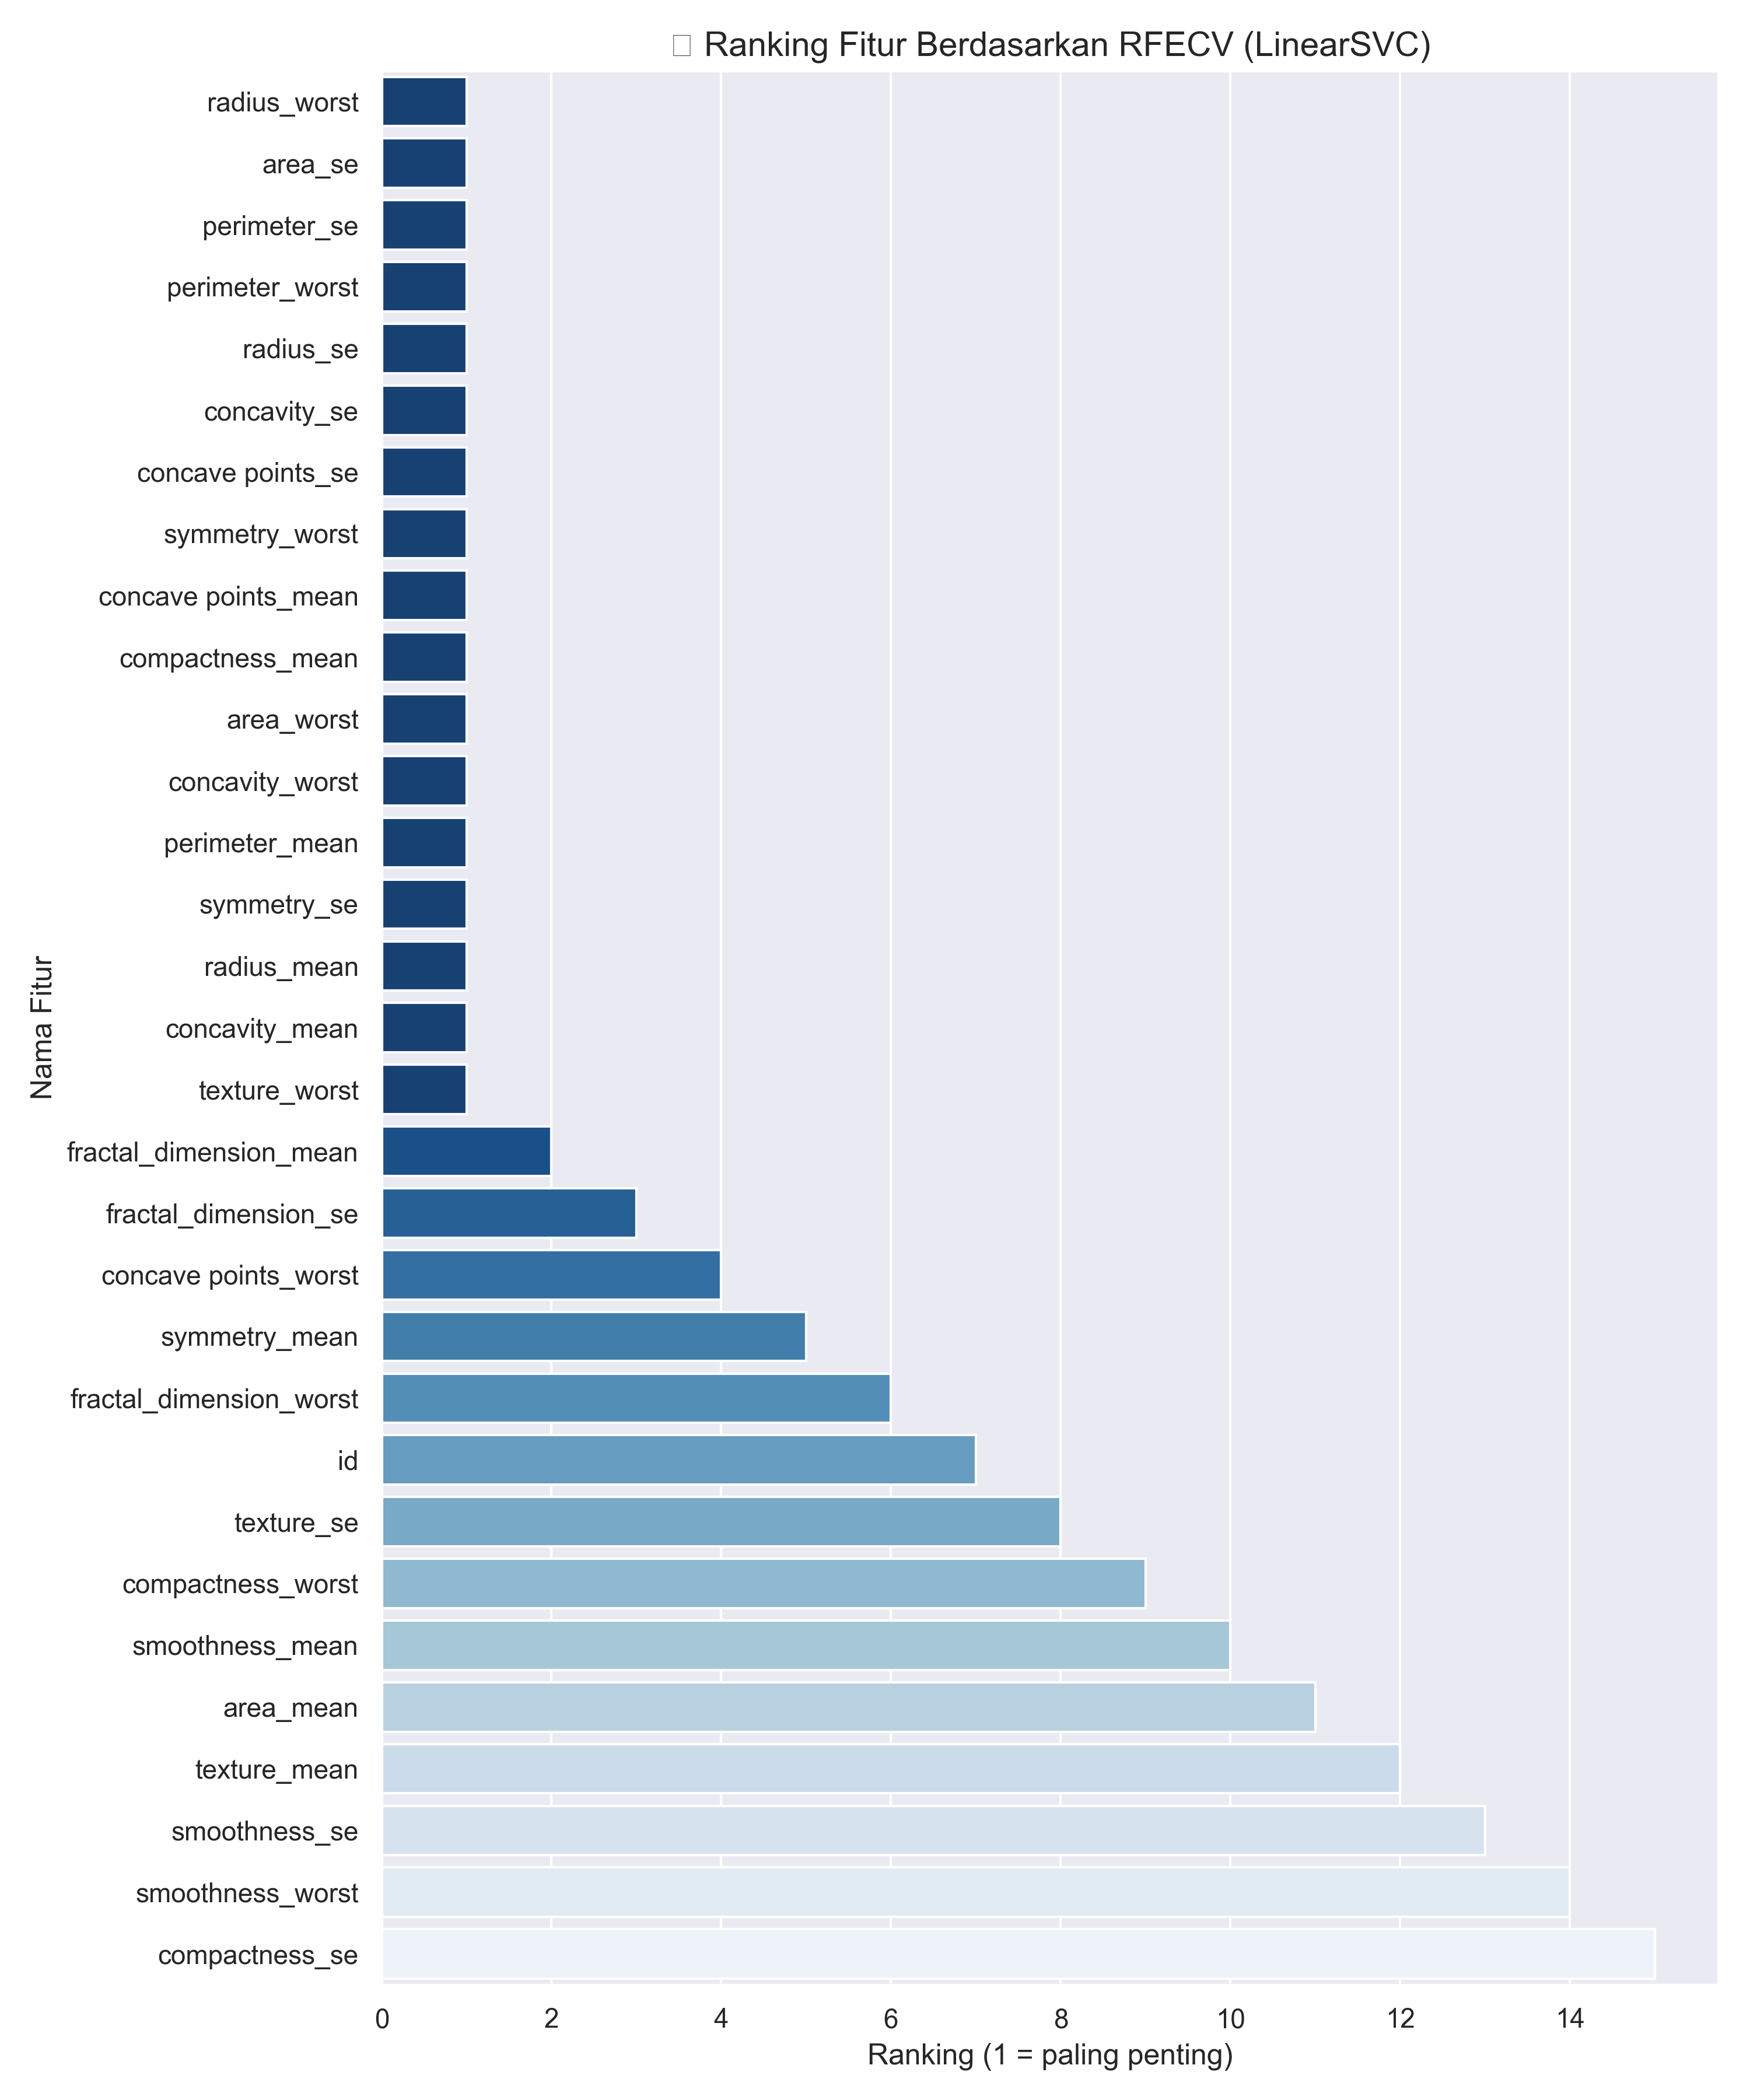 ▯ Ranking Fitur Berdasarkan RFECV (LinearSVC)
radius_worst
area_se
perimeter_se
perimeter_worst
radius_se
concavity_se
concave points_se
symmetry_worst
concave points_mean
compactness_mean
area_worst
concavity_worst
perimeter_mean
symmetry_se
radius_mean
concavity_mean
texture_worst
fractal_dimension_mean
fractal_dimension_se
concave points_worst
symmetry_mean
fractal_dimension_worst
id
texture_se
compactness_worst
smoothness_mean
area_mean
texture_mean
smoothness_se
smoothness_worst
compactness_se
Nama Fitur
0 2 4 6 8 10 12 14
Ranking (1 = paling penting)